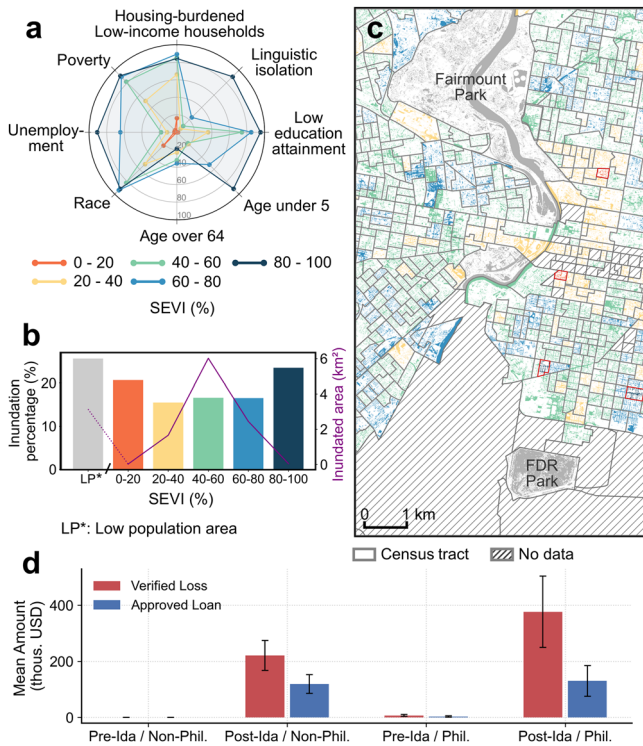 a
Housing-burdened
Low-income households
Poverty
Linguistic
isolation
Unemploy-
ment
Low
education
attainment
Race
Age under 5
Age over 64
20
40
60
80
100
0 - 20
40 - 60
80 - 100
20 - 40
60 - 80
SEVI (%)
b
Inundation
percentage (%)
20
10
0
LP*
0-20
20-40
40-60
60-80
80-100
SEVI (%)
6
4
2
0
Inundated area (km²)
LP*: Low population area
c
Fairmount
Park
FDR
Park
0
1 km
Census tract
No data
d
Verified Loss
Approved Loan
Mean Amount
(thous. USD)
400
200
0
Pre-Ida / Non-Phil.
Post-Ida / Non-Phil.
Pre-Ida / Phil.
Post-Ida / Phil.